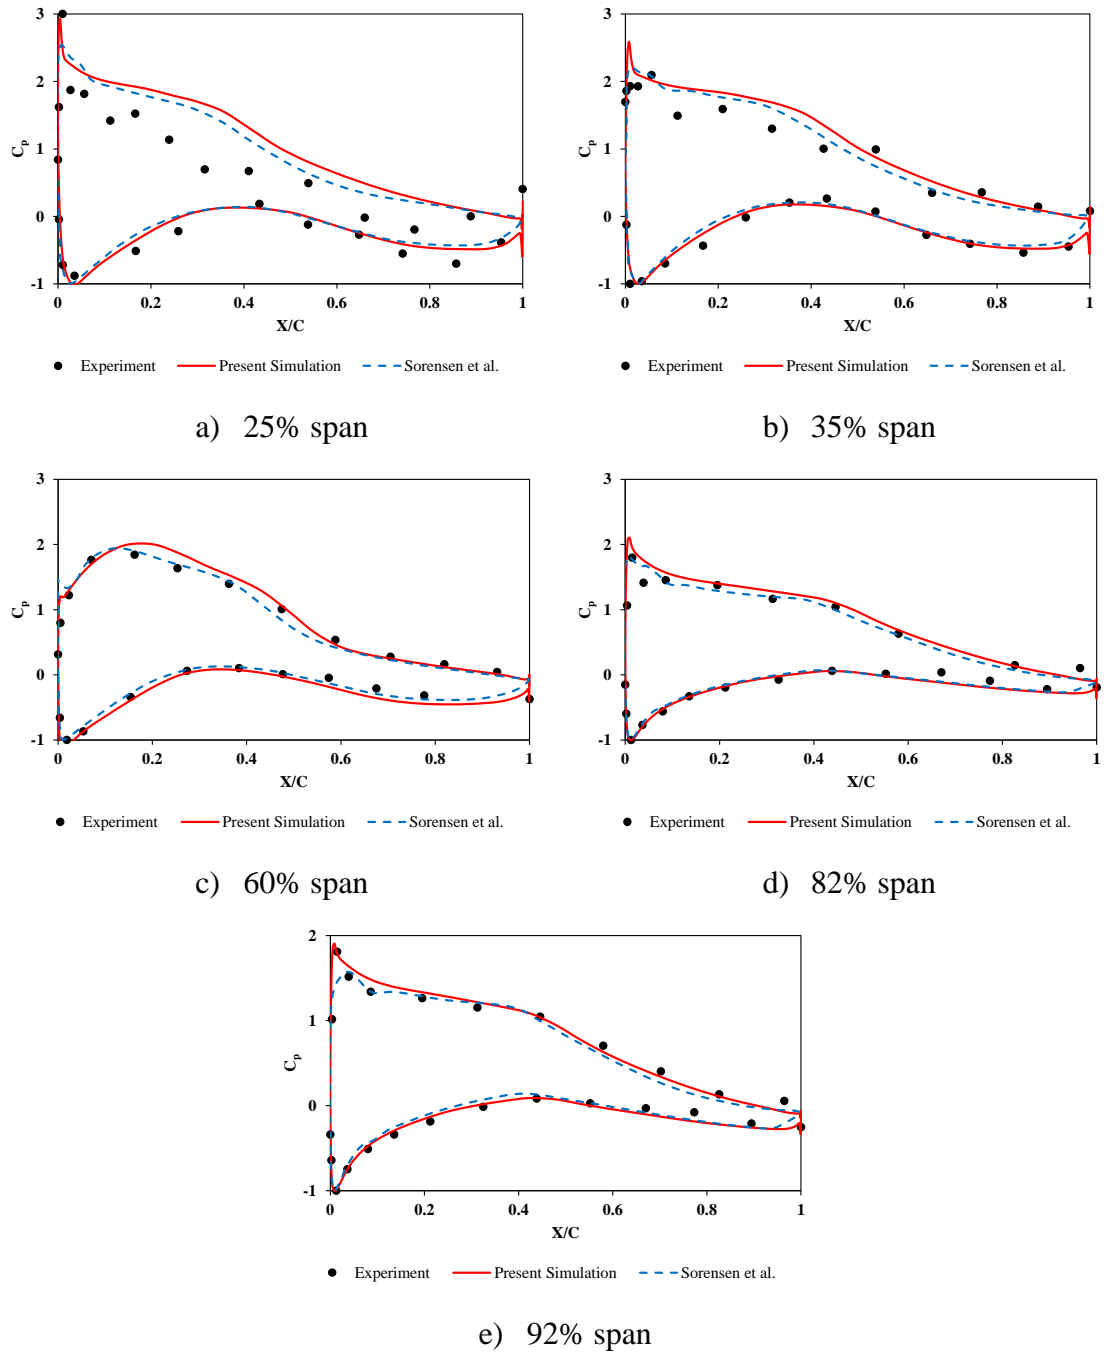 3
2
1
0
-1
Cp
0
0.2
0.4
0.6
0.8
1
X/C
Experiment
Present Simulation
Sorensen et al.
a) 25% span
3
2
1
0
-1
Cp
0
0.2
0.4
0.6
0.8
1
X/C
Experiment
Present Simulation
Sorensen et al.
b) 35% span
3
2
1
0
-1
Cp
0
0.2
0.4
0.6
0.8
1
X/C
Experiment
Present Simulation
Sorensen et al.
c) 60% span
3
2
1
0
-1
Cp
0
0.2
0.4
0.6
0.8
1
X/C
Experiment
Present Simulation
Sorensen et al.
d) 82% span
2
1
0
-1
Cp
0
0.2
0.4
0.6
0.8
1
X/C
Experiment
Present Simulation
Sorensen et al.
e) 92% span